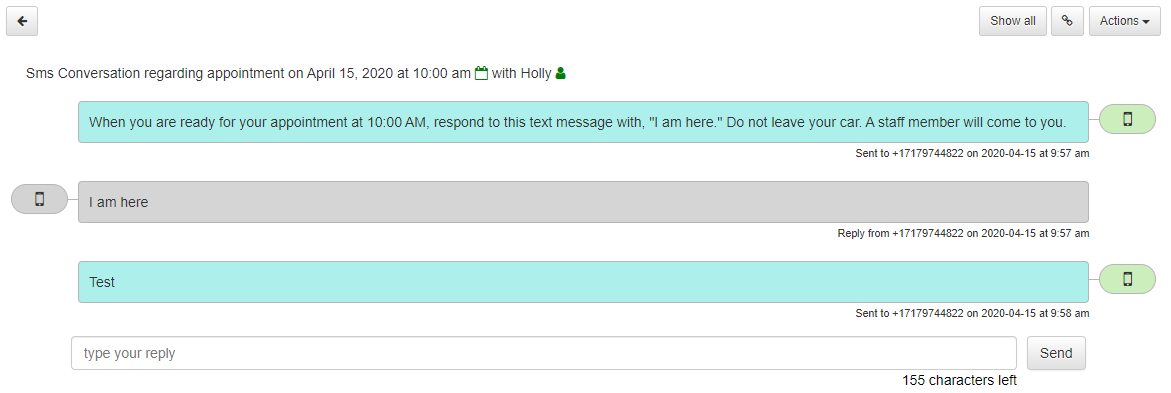 Show all
Actions
Sms Conversation regarding appointment on April 15, 2020 at 10:00 am with Holly
When you are ready for your appointment at 10:00 AM, respond to this text message with, "I am here." Do not leave your car. A staff member will come to you.
Sent to +17179744822 on 2020-04-15 at 9:57 am
I am here
Reply from +17179744822 on 2020-04-15 at 9:57 am
Test
Sent to +17179744822 on 2020-04-15 at 9:58 am
type your reply
Send
155 characters left